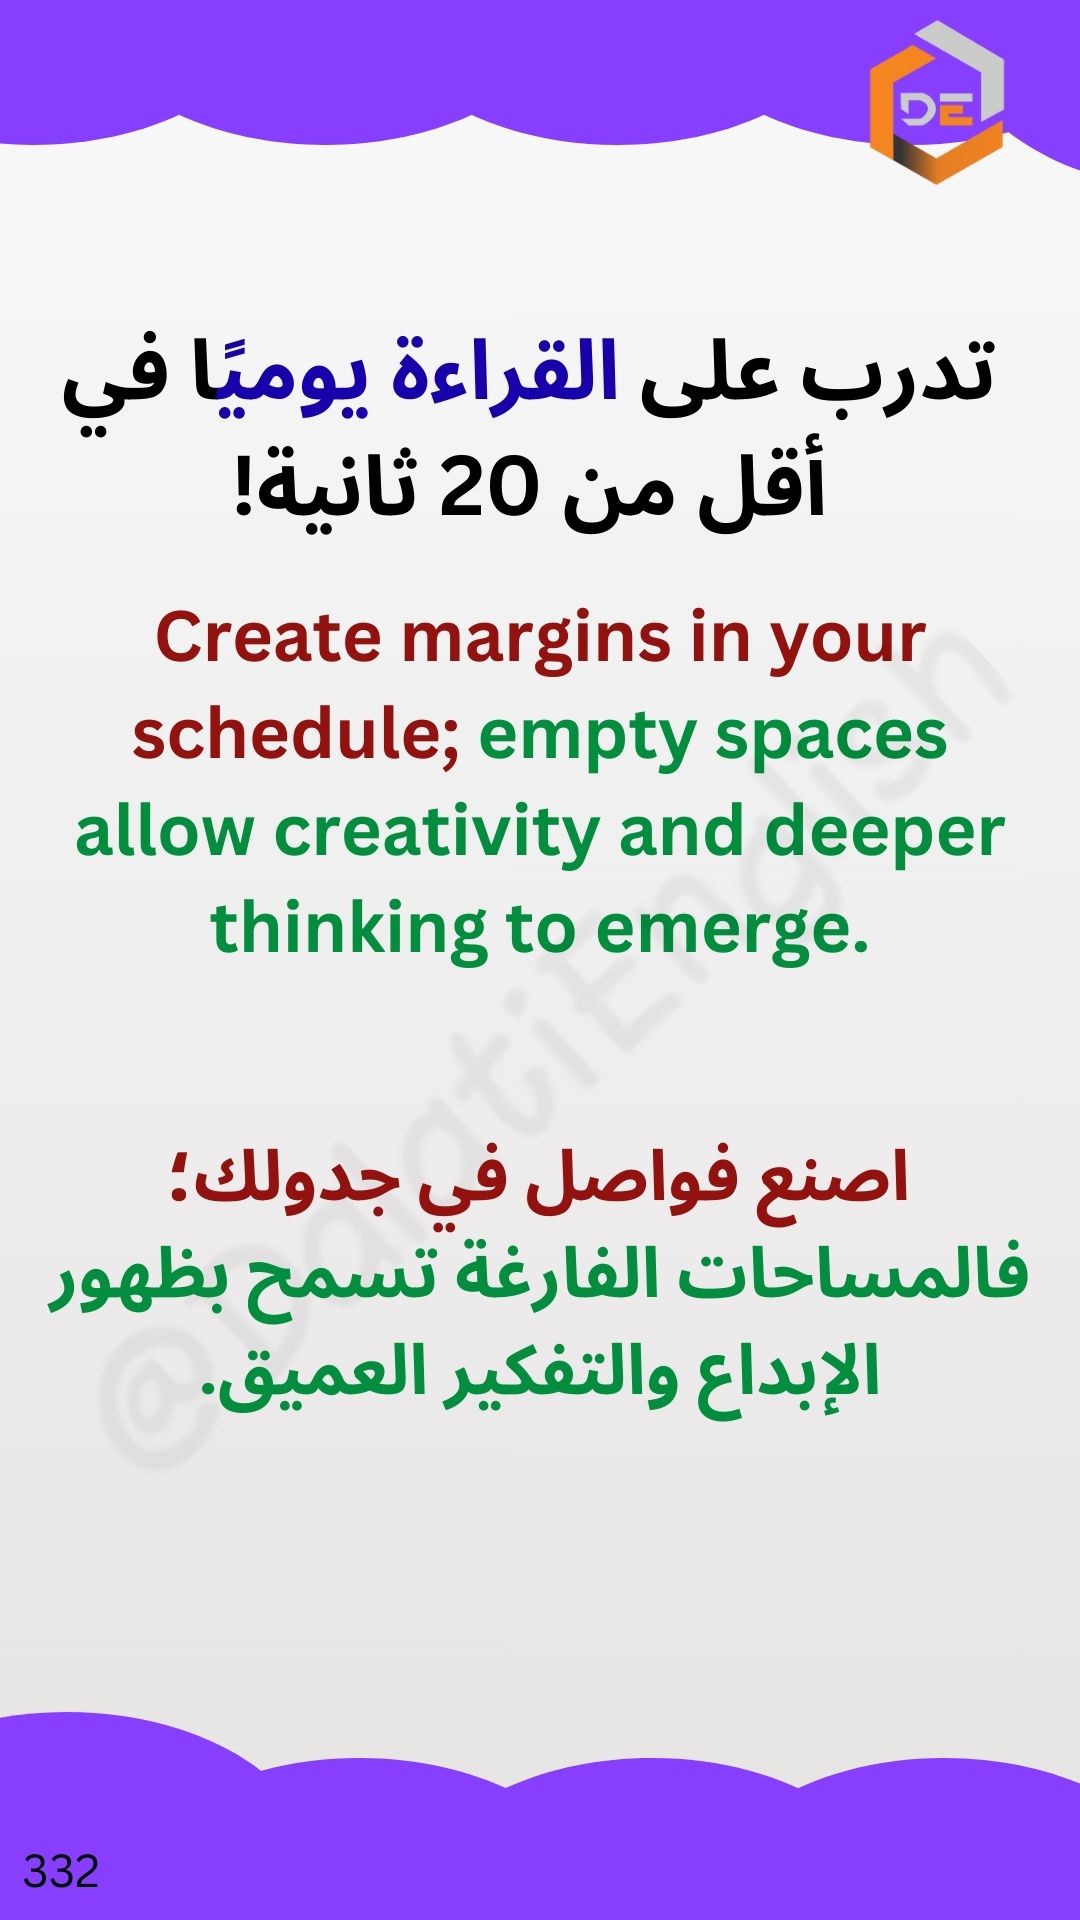 DE
تدرب على القراءة يوميًا في
أقل من 20 ثانية!
Create margins in your
schedule; empty spaces
allow creativity and deeper
thinking to emerge.
اصنع فواصل في جدولك؛
فالمساحات الفارغة تسمح بظهور
الإبداع والتفكير العميق.
@DdatiEnglish
332